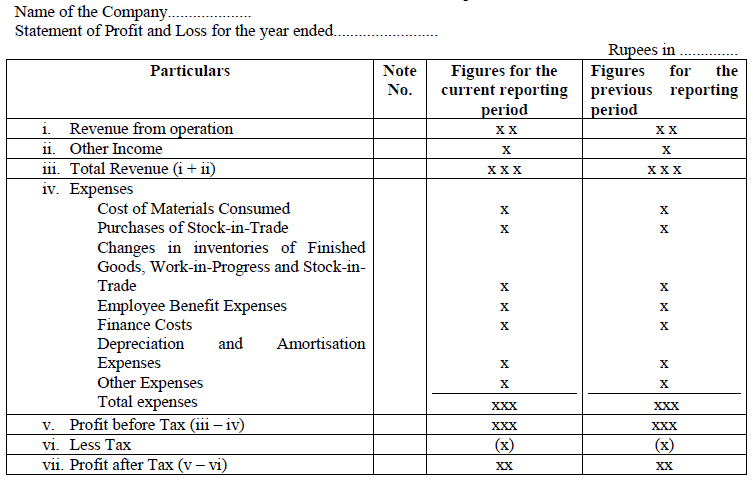 Name of the Company....................
Statement of Profit and Loss for the year ended.........................
Rupees in ..............
Particulars Note No. Figures for the current reporting period Figures for the previous reporting period
i. Revenue from operation x x x x
ii. Other Income x x
iii. Total Revenue (i + ii) x x x x x x
iv. Expenses
Cost of Materials Consumed x x
Purchases of Stock-in-Trade x x
Changes in inventories of Finished
Goods, Work-in-Progress and Stock-in-
Trade x x
Employee Benefit Expenses x x
Finance Costs x x
Depreciation and Amortisation
Expenses x x
Other Expenses x x
Total expenses xxx xxx
v. Profit before Tax (iii – iv) xxx xxx
vi. Less Tax (x) (x)
vii. Profit after Tax (v – vi) xx xx